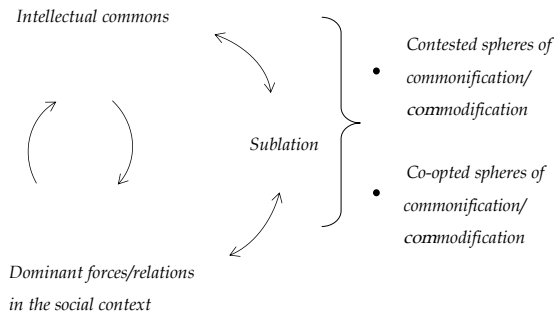 Intellectual commons
Contested spheres of
• commonification/
commodification
Sublation
Co-opted spheres of
• commonification/
commodification
Dominant forces/relations
in the social context